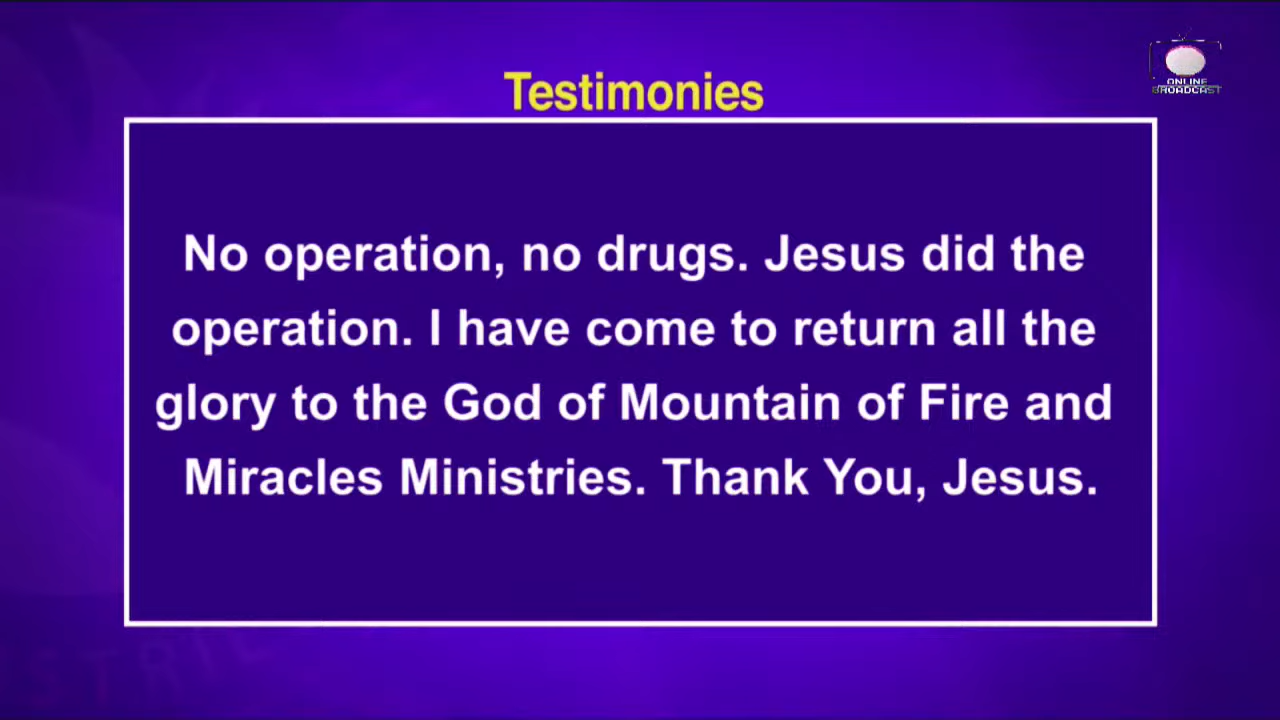 Testimonies
ONLINE
BROADCAST
No operation, no drugs. Jesus did the
operation. I have come to return all the
glory to the God of Mountain of Fire and
Miracles Ministries. Thank You, Jesus.